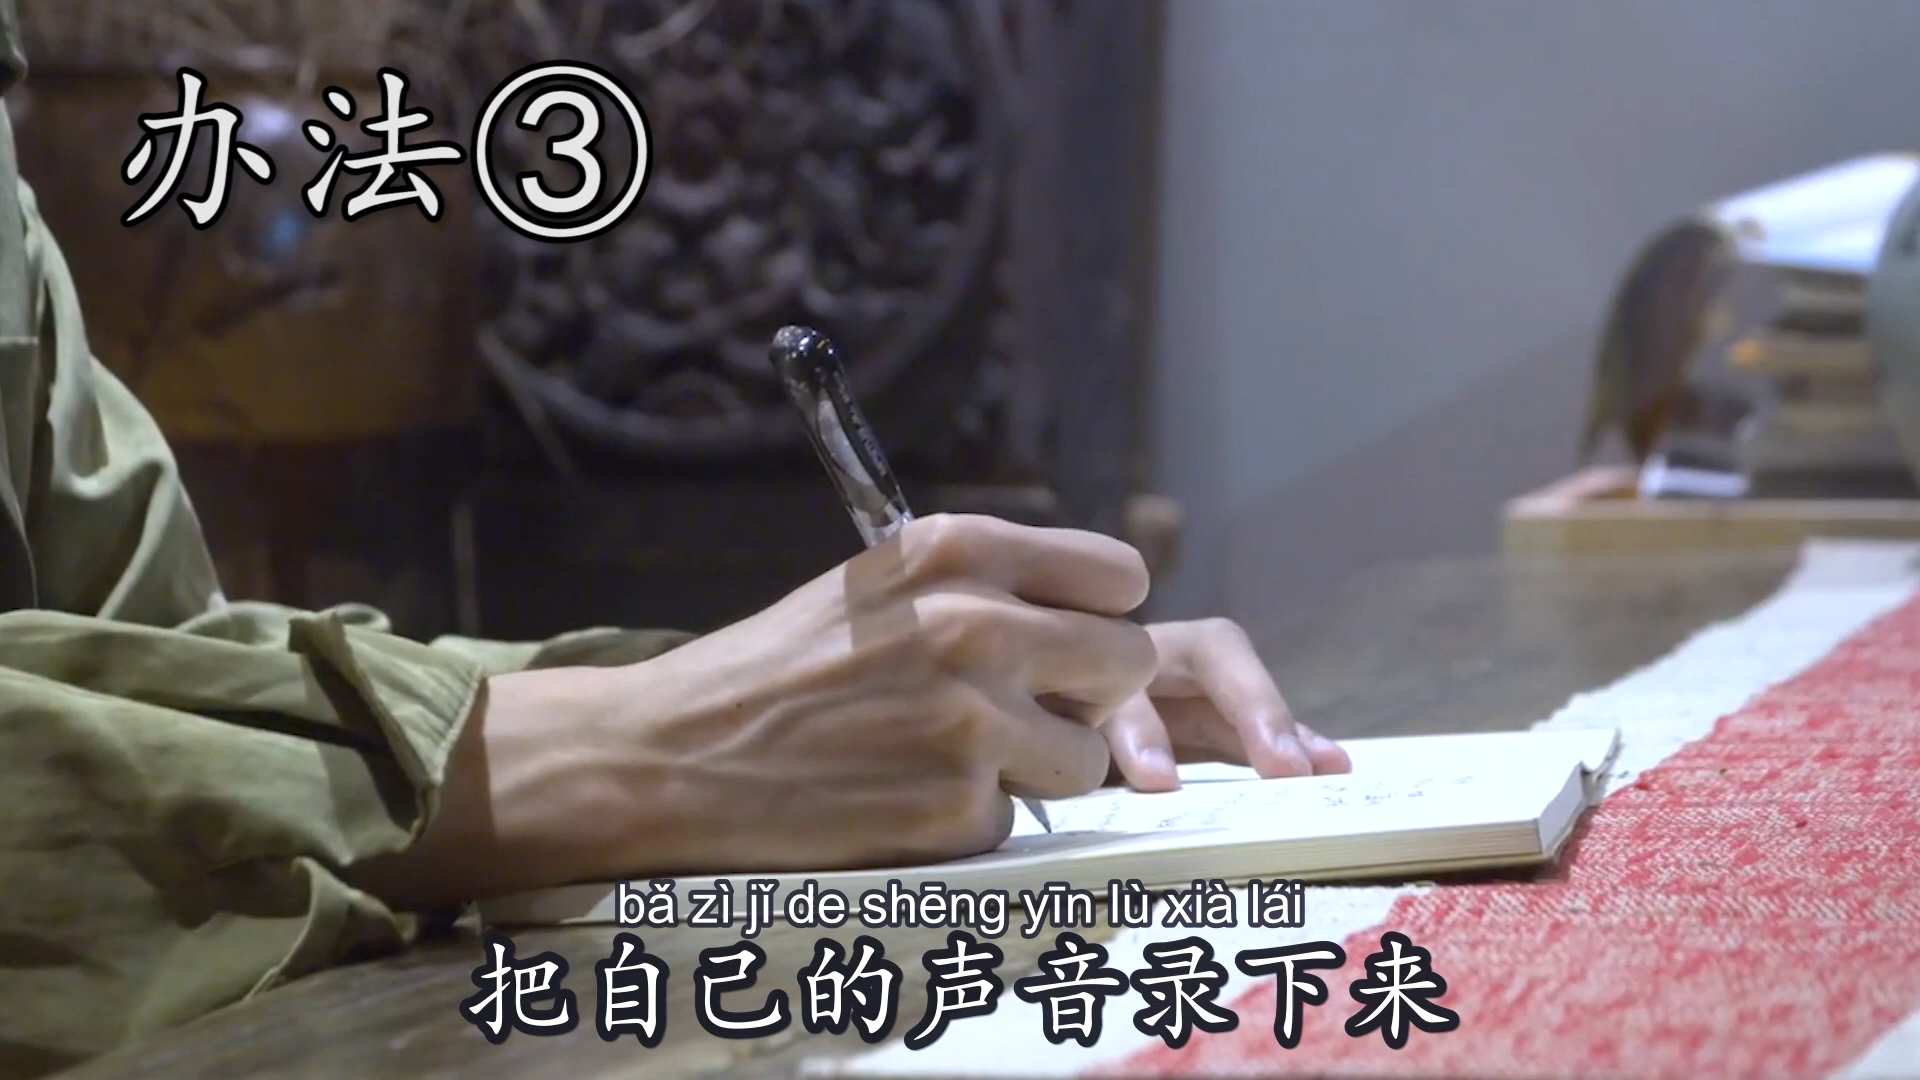 办法③
bǎ zì jǐ de shēng yīn lù xià lái
把自己的声音录下来